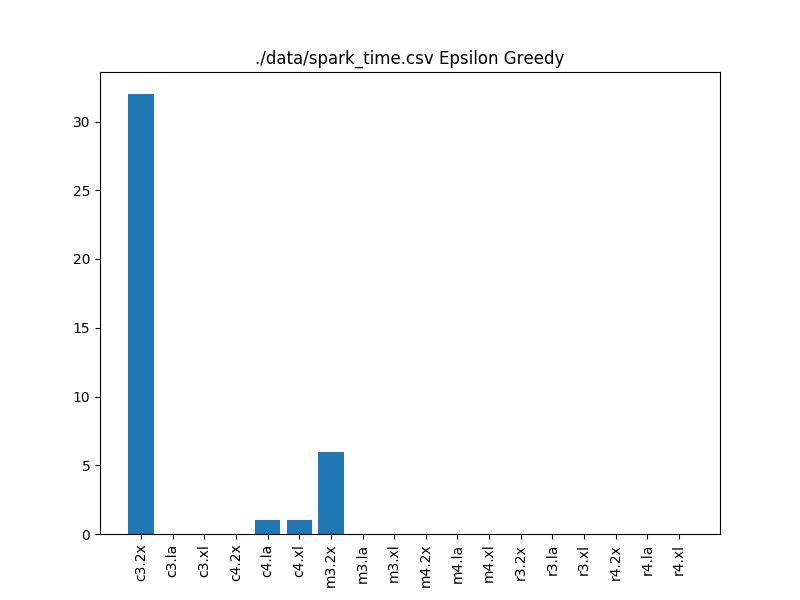 ./data/spark_time.csv Epsilon Greedy
30
25
20
15
10
5
0
c3.2x
c3.la
c3.xl
c4.2x
c4.la
c4.xl
m3.2x
m3.la
m3.xl
m4.2x
m4.la
m4.xl
r3.2x
r3.la
r3.xl
r4.2x
r4.la
r4.xl